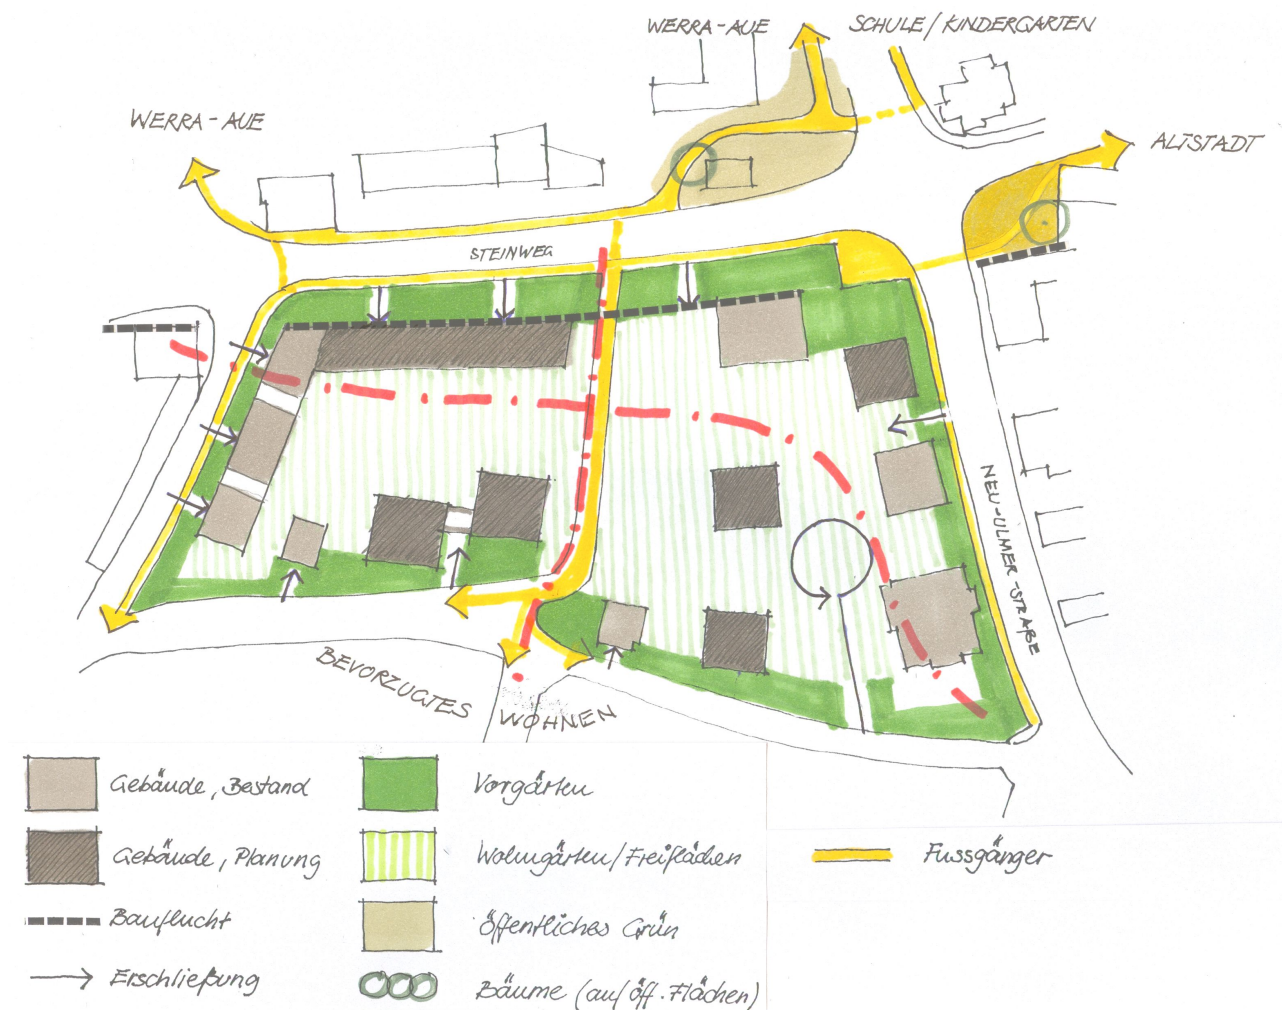 WERRA-AUE
SCHULE/KINDERGARTEN
WERRA-AUE
ALTSTADT
STEINWEG
NEU-ULMER-STRAßE
BEVORZUGTES WOHNEN
Gebäude, Bestand
Gebäude, Planung
Bauflucht
Erschließung
Vorgärten
Wohngärten/Freiflächen
öffentliches Grün
Bäume (auf öff. Flächen)
Fussgänger